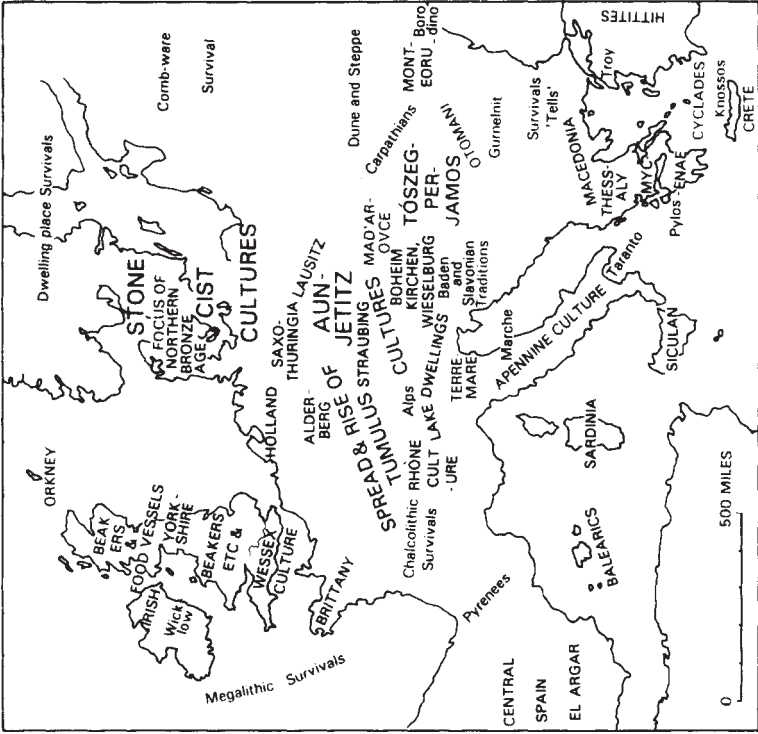 Dwelling place Survivals
Comb-ware
Survival
STONE
CIST
CULTURES
FOCUS OF
NORTHERN
BRONZE
AGE
ORKNEY
BEAK
ERS
&
FOOD VESSELS
YORK-
SHIRE
IRISH
Wick
low
BEAKERS
ETC &
WESSEX
CULTURE
BRITTANY
Megalithic Survivals
HOLLAND
SAXO-
THURINGIA
LAUSITZ
ALDER-
BERG
AUN-
JETITZ
SPREAD & RISE OF
TUMULUS CULTURES
STRAUBING
MAD'AR-
OVCE
BOHEIM
KIRCHEN,
WIESELBURG
Baden
and
Slavonian
Traditions
TÓSZEG-
PER-
JAMOS
OTOMANI
Carpathians
Dune and Steppe
MONT-
EORU
Boro
dino
Gurnelnit
Survivals
'Tells'
Chalcolithic
Survivals
RHÔNE
CULT
-URE
Alps
LAKE DWELLINGS
TERRE
MARE
Marche
APENNINE CULTURE
Taranto
SICULAN
SARDINIA
BALEARICS
Pyrenees
CENTRAL
SPAIN
EL ARGAR
MACEDONIA
THESS-
ALY
MYC
-ENAE
Pylos
Troy
HITTITES
CYCLADES
Knossos
CRETE
0
500 MILES